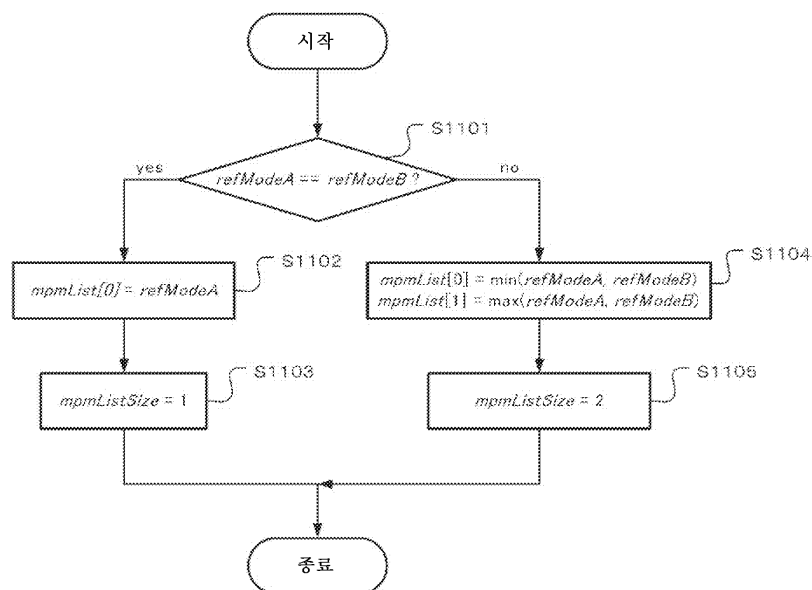 시작
S1101
yes
refModeA == refModeB ?
no
S1102
mpmList[0] = refModeA
S1104
mpmList[0] = min(refModeA, refModeB)
mpmList[1] = max(refModeA, refModeB)
S1103
mpmListSize = 1
S1105
mpmListSize = 2
종료